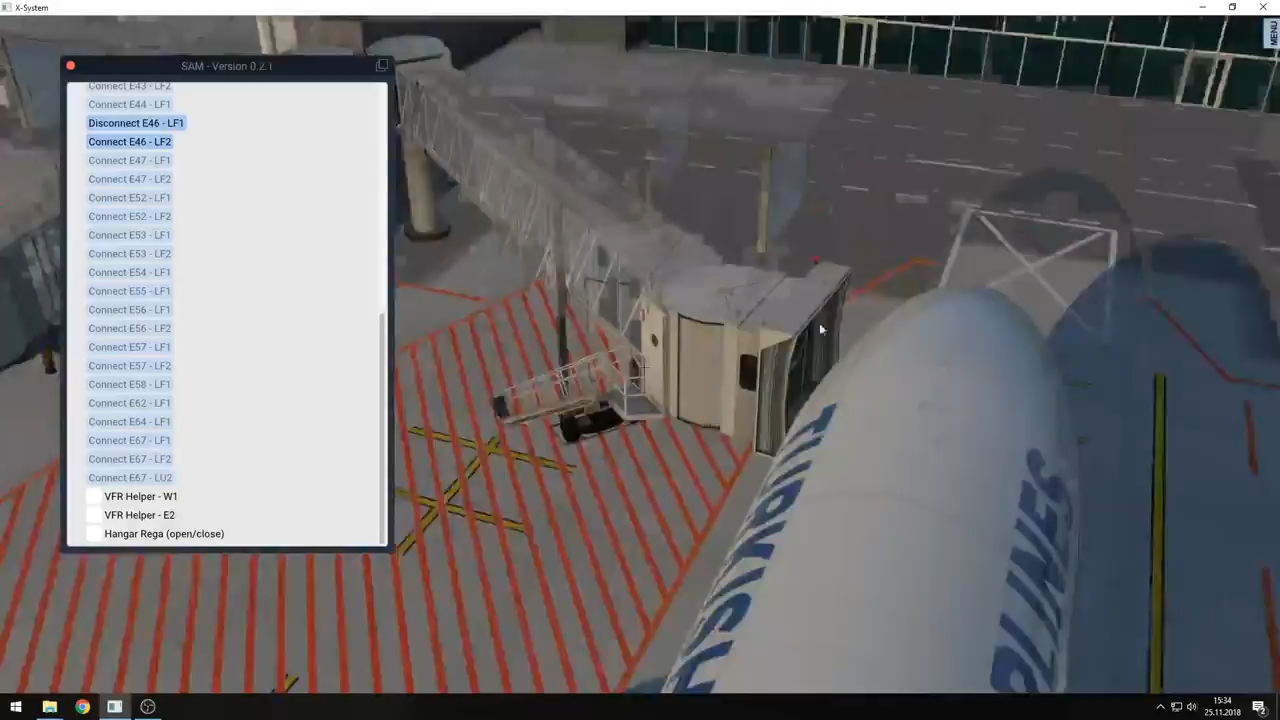 X-System
MENU
SAM - Version 0.2.1
Connect E43 - LF2
Connect E44 - LF1
Disconnect E46 - LF1
Connect E46 - LF2
Connect E47 - LF1
Connect E47 - LF2
Connect E52 - LF1
Connect E52 - LF2
Connect E53 - LF1
Connect E53 - LF2
Connect E54 - LF1
Connect E55 - LF1
Connect E56 - LF1
Connect E56 - LF2
Connect E57 - LF1
Connect E57 - LF2
Connect E58 - LF1
Connect E62 - LF1
Connect E64 - LF1
Connect E67 - LF1
Connect E67 - LF2
Connect E67 - LU2
VFR Helper - W1
VFR Helper - E2
Hangar Rega (open/close)
TURKISH
15:34
25.11.2018
2